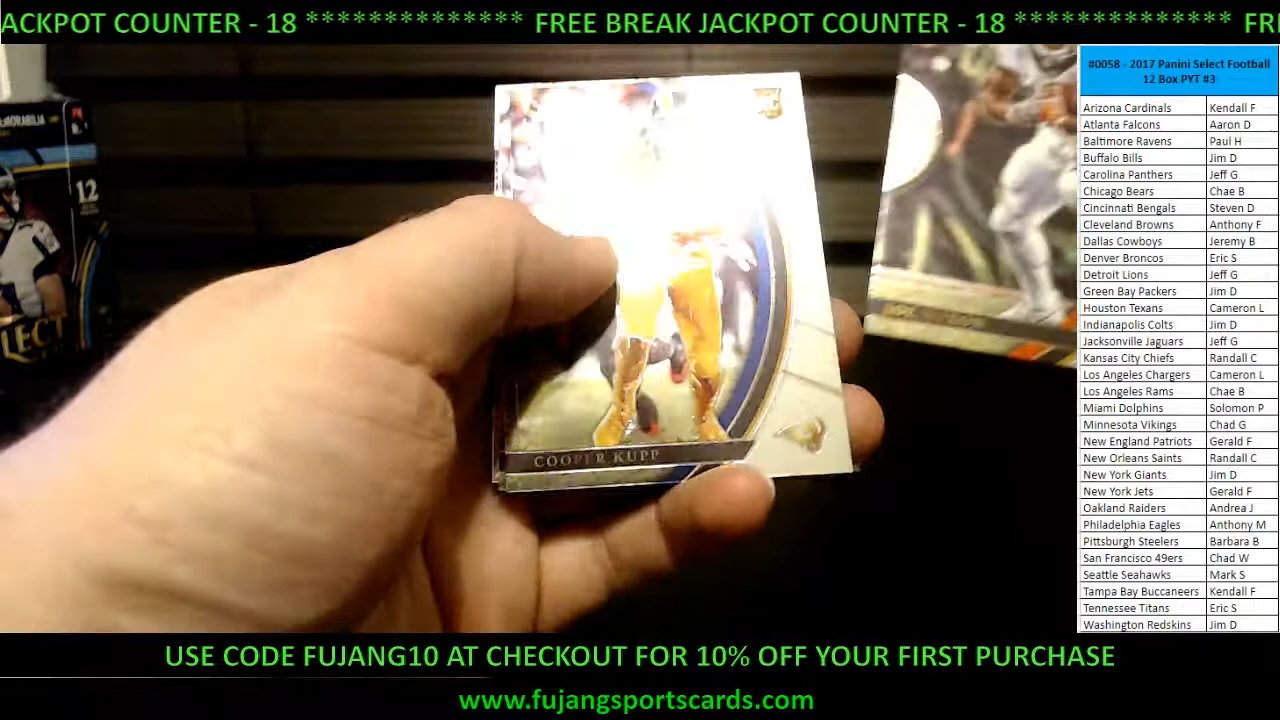 ACKPOT COUNTER - 18 ************** FREE BREAK JACKPOT COUNTER - 18 ************** FRE
#0058 - 2017 Panini Select Football
12 Box PYT #3
Arizona Cardinals Kendall F
Atlanta Falcons Aaron D
Baltimore Ravens Paul H
Buffalo Bills Jim D
Carolina Panthers Jeff G
Chicago Bears Chae B
Cincinnati Bengals Steven D
Cleveland Browns Anthony F
Dallas Cowboys Jeremy B
Denver Broncos Eric S
Detroit Lions Jeff G
Green Bay Packers Jim D
Houston Texans Cameron L
Indianapolis Colts Jim D
Jacksonville Jaguars Jeff G
Kansas City Chiefs Randall C
Los Angeles Chargers Cameron L
Los Angeles Rams Chae B
Miami Dolphins Solomon P
Minnesota Vikings Chad G
New England Patriots Gerald F
New Orleans Saints Randall C
New York Giants Jim D
New York Jets Gerald F
Oakland Raiders Andrea J
Philadelphia Eagles Anthony M
Pittsburgh Steelers Barbara B
San Francisco 49ers Chad W
Seattle Seahawks Mark S
Tampa Bay Buccaneers Kendall F
Tennessee Titans Eric S
Washington Redskins Jim D
MEMORABILIA
12
LECT
COOPER KUPP
USE CODE FUJANG10 AT CHECKOUT FOR 10% OFF YOUR FIRST PURCHASE
www.fujangsportscards.com